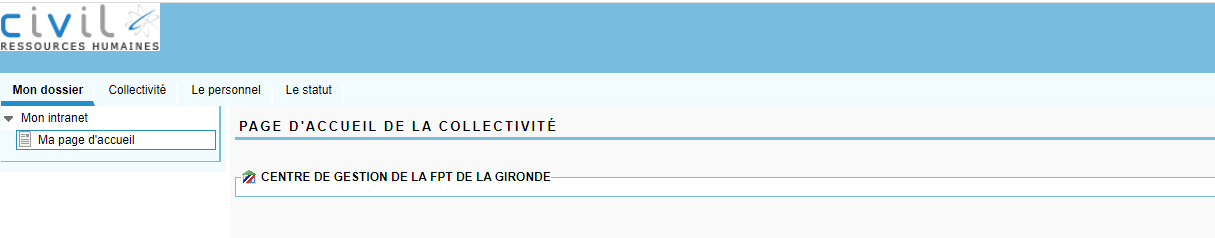 civil
RESSOURCES HUMAINES
Mon dossier Collectivité Le personnel Le statut
Mon intranet
Ma page d'accueil
PAGE D'ACCUEIL DE LA COLLECTIVITÉ
CENTRE DE GESTION DE LA FPT DE LA GIRONDE